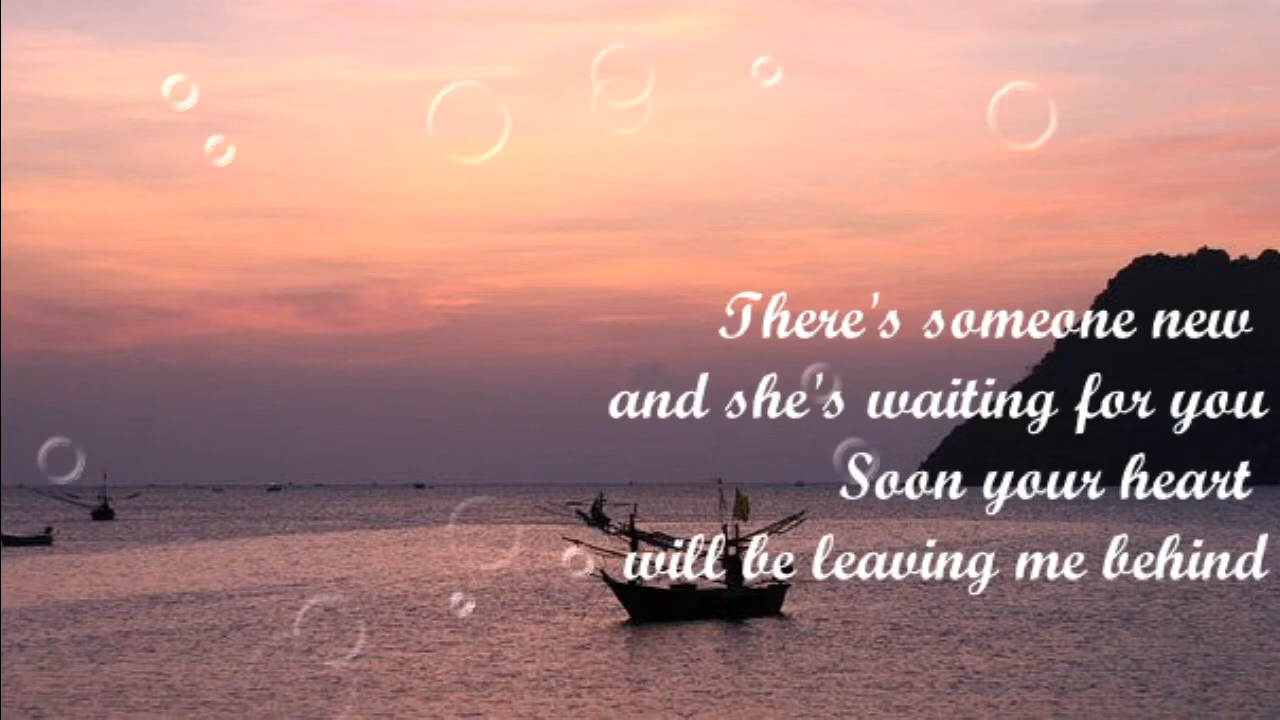 There's someone new
and she's waiting for you
Soon your heart
will be leaving me behind